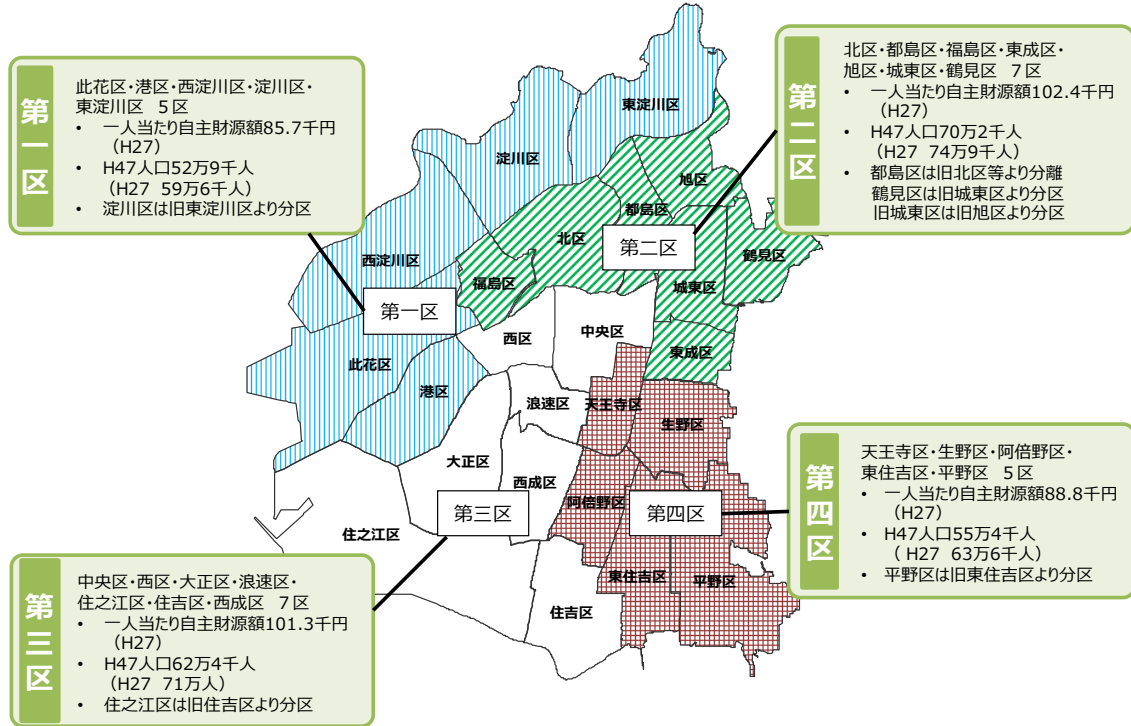 第一区
此花区・港区・西淀川区・淀川区・
東淀川区 5区
• 一人当たり自主財源額85.7千円
(H27)
• H47人口52万9千人
(H27 59万6千人)
• 淀川区は旧東淀川区より分区
第二区
北区・都島区・福島区・東成区・
旭区・城東区・鶴見区 7区
• 一人当たり自主財源額102.4千円
(H27)
• H47人口70万2千人
(H27 74万9千人)
• 都島区は旧北区等より分離
鶴見区は旧城東区より分区
旧城東区は旧旭区より分区
東淀川区
淀川区
旭区
都島区
北区
第二区
鶴見区
西淀川区
福島区
城東区
第一区
西区
中央区
東成区
此花区
港区
浪速区
天王寺区
生野区
大正区
西成区
阿倍野区
第三区
第四区
住之江区
東住吉区
平野区
住吉区
第三区
中央区・西区・大正区・浪速区・
住之江区・住吉区・西成区 7区
• 一人当たり自主財源額101.3千円
(H27)
• H47人口62万4千人
(H27 71万人)
• 住之江区は旧住吉区より分区
第四区
天王寺区・生野区・阿倍野区・
東住吉区・平野区 5区
• 一人当たり自主財源額88.8千円
(H27)
• H47人口55万4千人
( H27 63万6千人)
• 平野区は旧東住吉区より分区